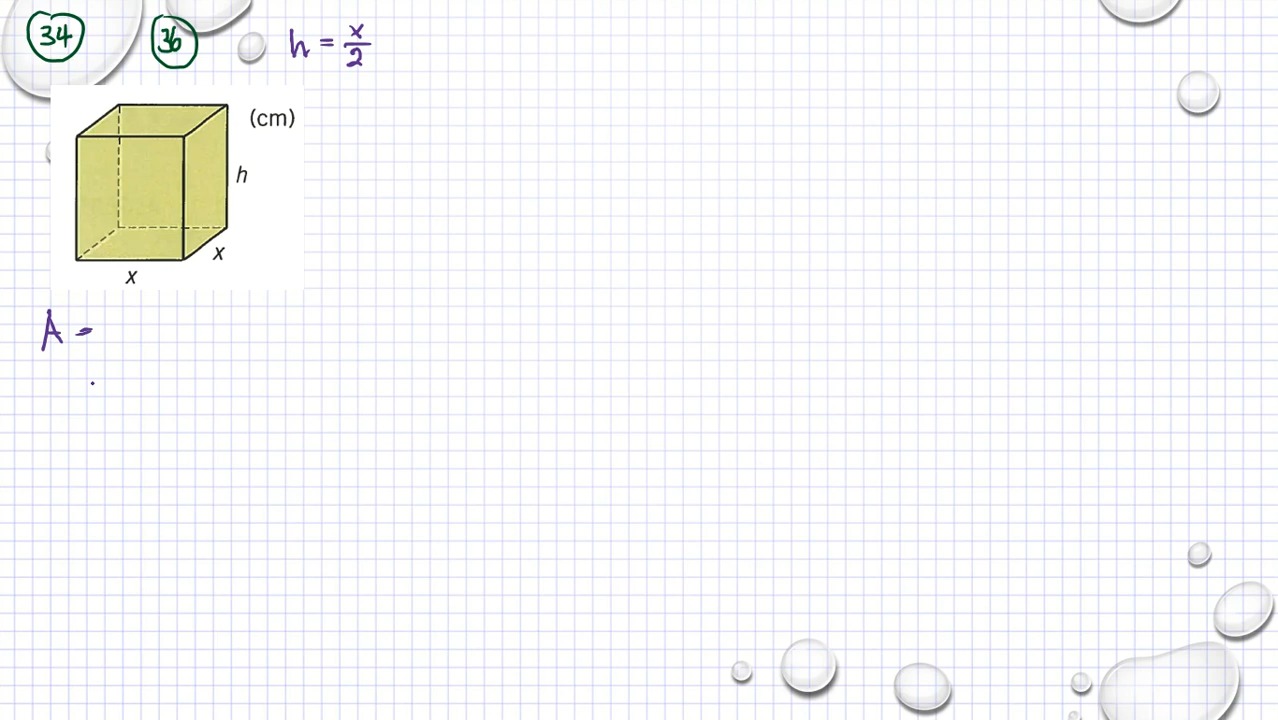 34 36 h = x/2
(cm)
h
x
x
A =